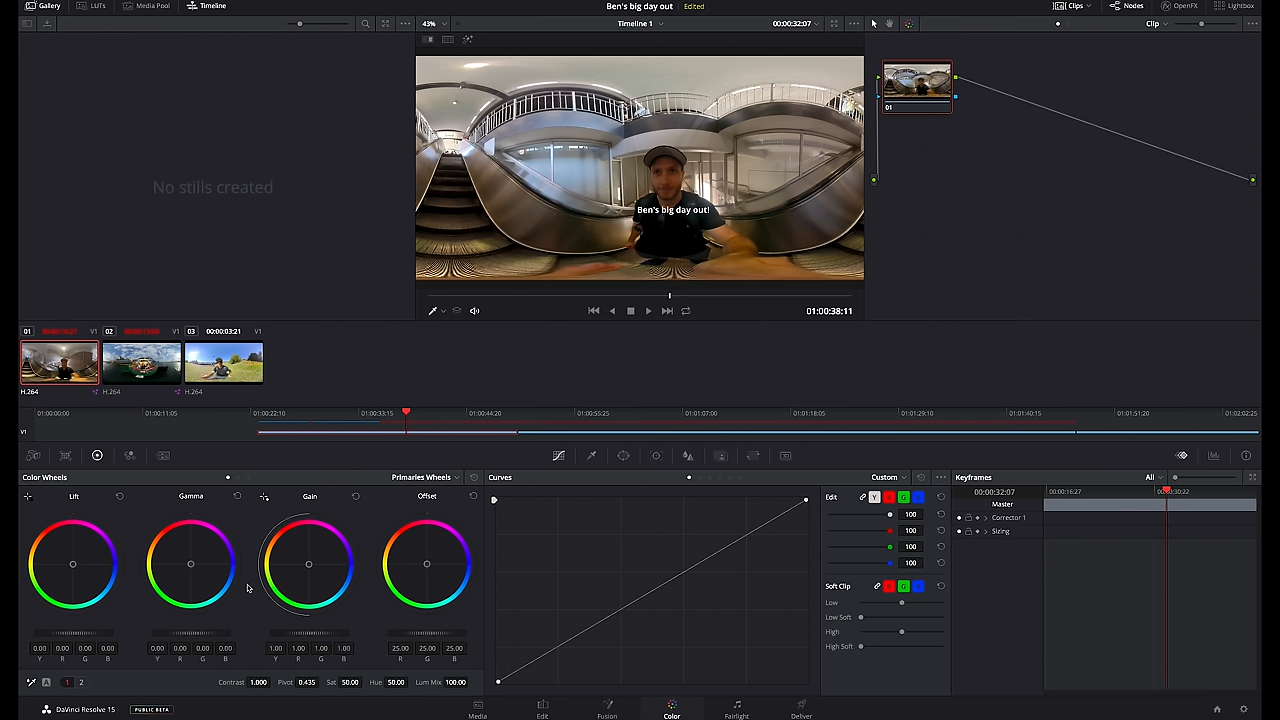 Gallery LUTs Media Pool Timeline Ben's big day out Edited Clips Nodes OpenFX Lightbox
43% Timeline 1 00:00:32:07 Clip
No stills created
Ben's big day out!
01
01:00:38:11
01 V1 02 V1 03 00:00:03:21 V1
H.264 H.264 H.264
01:00:00:00 01:00:11:05 01:00:22:10 01:00:33:15 01:00:44:20 01:00:55:25 01:01:07:00 01:01:18:05 01:01:29:10 01:01:40:15 01:01:51:20 01:02:02:25
V1
Color Wheels Primaries Wheels Curves Custom Keyframes All
Lift Gamma Gain Offset
Edit Y R G B
100
100
100
100
Soft Clip R G B
Low
Low Soft
High
High Soft
00:00:32:07 00:00:16:27
Master
Corrector 1
Sizing
0.00 0.00 0.00 0.00 0.00 0.00 0.00 0.00 1.00 1.00 1.00 1.00 25.00 25.00 25.00
Y R G B Y R G B Y R G B R G B
A 1 2 Contrast 1.000 Pivot 0.435 Sat 50.00 Hue 50.00 Lum Mix 100.00
DaVinci Resolve 15 PUBLIC BETA
Media Edit Fusion Color Fairlight Deliver